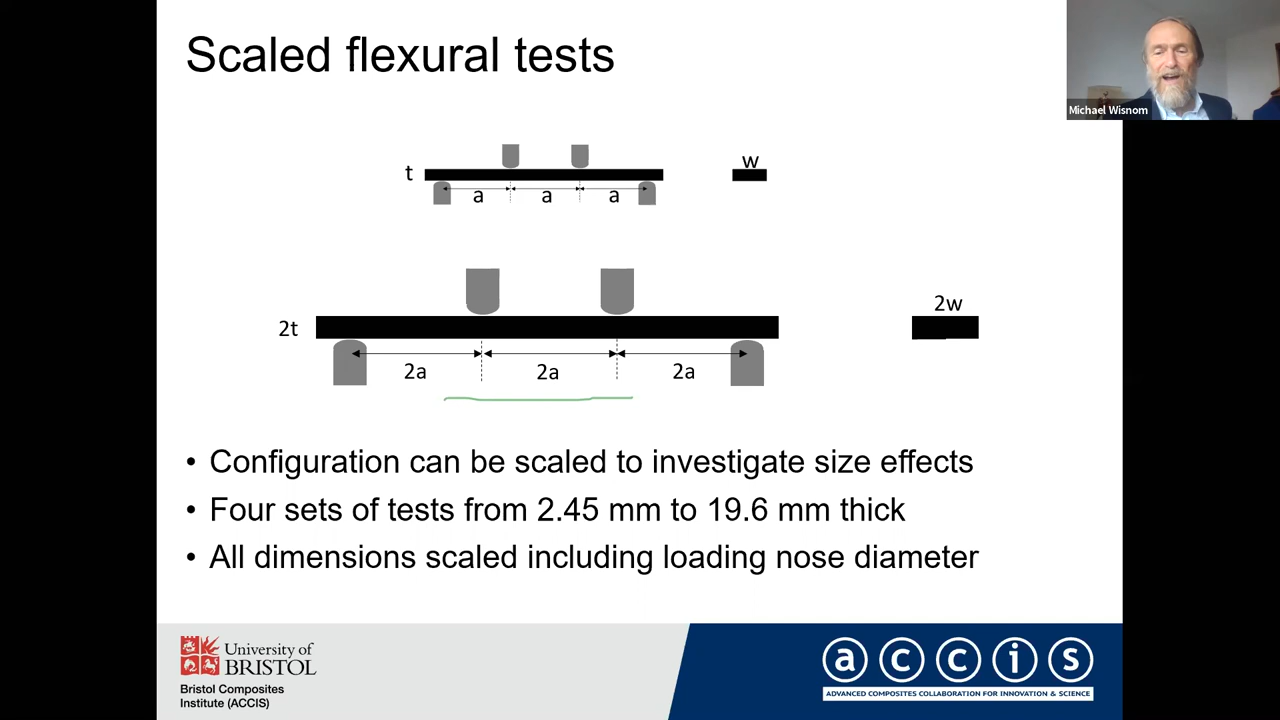 Scaled flexural tests
Michael Wisnom
t
w
a a a
2t
2w
2a 2a 2a
• Configuration can be scaled to investigate size effects
• Four sets of tests from 2.45 mm to 19.6 mm thick
• All dimensions scaled including loading nose diameter
University of
BRISTOL
Bristol Composites
Institute (ACCIS)
accis
ADVANCED COMPOSITES COLLABORATION FOR INNOVATION & SCIENCE